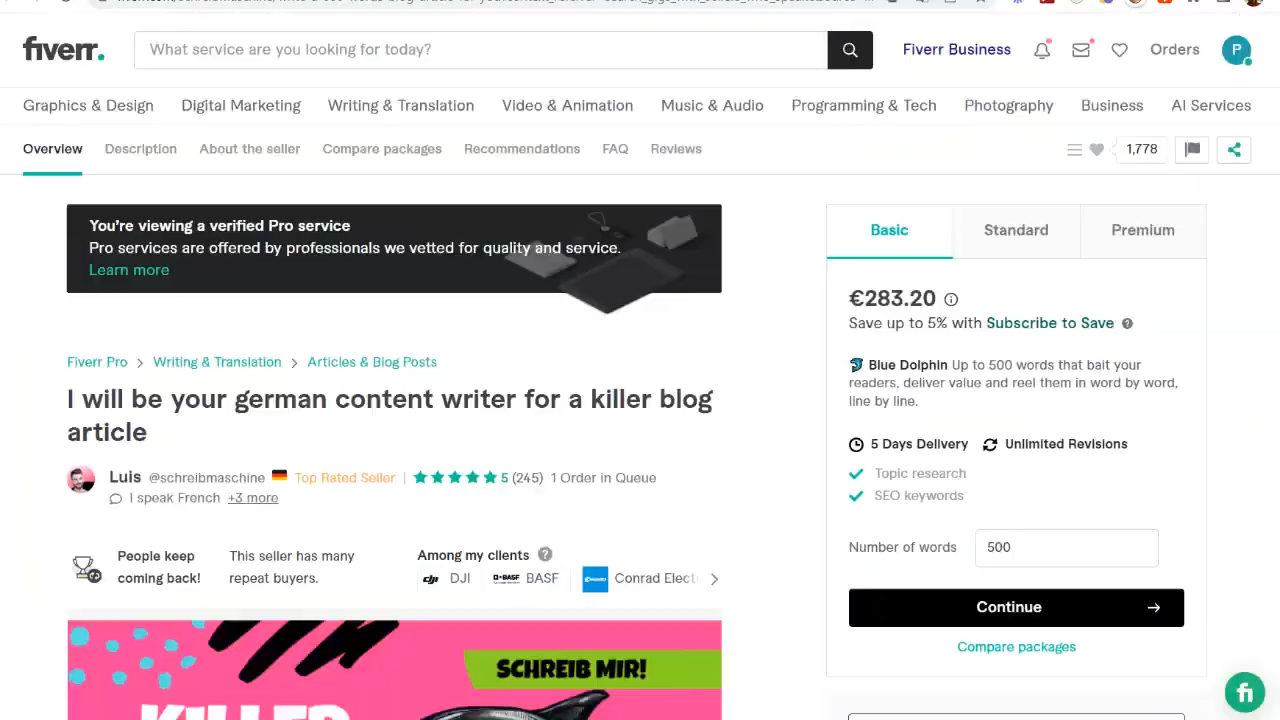 fiverr.
What service are you looking for today?
Fiverr Business
Orders
P
Graphics & Design
Digital Marketing
Writing & Translation
Video & Animation
Music & Audio
Programming & Tech
Photography
Business
AI Services
Overview
Description
About the seller
Compare packages
Recommendations
FAQ
Reviews
1,778
You're viewing a verified Pro service
Pro services are offered by professionals we vetted for quality and service.
Learn more
Fiverr Pro > Writing & Translation > Articles & Blog Posts
I will be your german content writer for a killer blog
article
Luis @schreibmaschine Top Rated Seller | 5 (245) 1 Order in Queue
I speak French +3 more
People keep
coming back!
This seller has many
repeat buyers.
Among my clients
DJI
BASF
BASF
Conrad Elect
SCHREIB MIR!
KILLER
Basic
Standard
Premium
€283.20
Save up to 5% with Subscribe to Save
Blue Dolphin Up to 500 words that bait your
readers, deliver value and reel them in word by word,
line by line.
5 Days Delivery
Unlimited Revisions
Topic research
SEO keywords
Number of words
500
Continue
Compare packages
fi